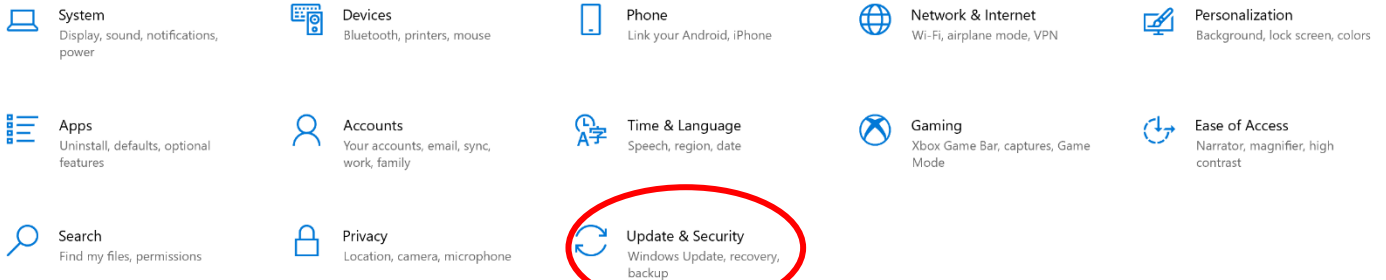 System
Display, sound, notifications,
power
Devices
Bluetooth, printers, mouse
Phone
Link your Android, iPhone
Network & Internet
Wi-Fi, airplane mode, VPN
Personalization
Background, lock screen, colors
Apps
Uninstall, defaults, optional
features
Accounts
Your accounts, email, sync,
work, family
Time & Language
Speech, region, date
Gaming
Xbox Game Bar, captures, Game
Mode
Ease of Access
Narrator, magnifier, high
contrast
Search
Find my files, permissions
Privacy
Location, camera, microphone
Update & Security
Windows Update, recovery,
backup